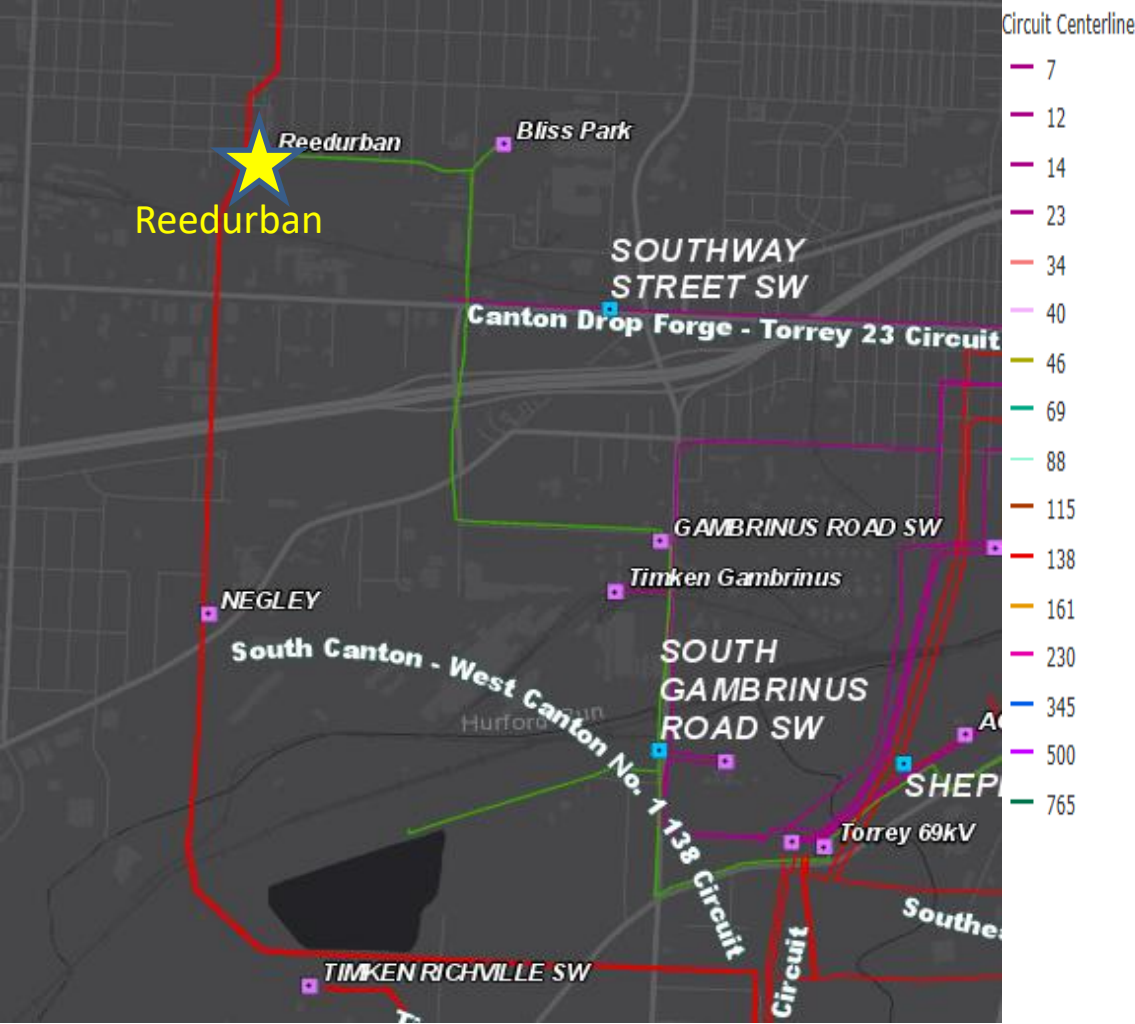 Circuit Centerline
7
12
14
23
34
40
46
69
88
115
138
161
230
345
500
765
Bliss Park
Reedurban
Reedurban
SOUTHWAY
STREET SW
Canton Drop Forge - Torrey 23 Circuit
GAMBRINUS ROAD SW
Timken Gambrinus
NEGLEY
South Canton - West Canton No. 1 138 Circuit
SOUTH
GAMBRINUS
ROAD SW
Hurford Run
SHEP
Torrey 69kV
Southe
Circuit
TIMKEN RICHVILLE SW
Ti